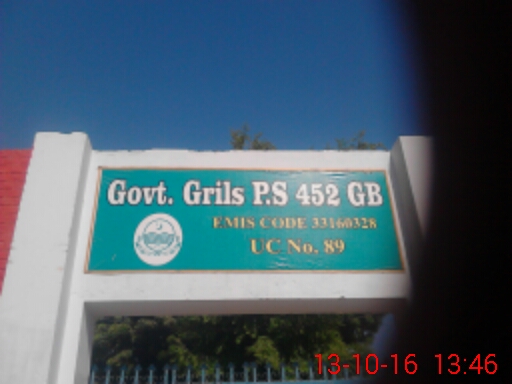 Govt. Grils P.S 452 GB
EMIS CODE 33160328
UC No. 89
13-10-16 13:46